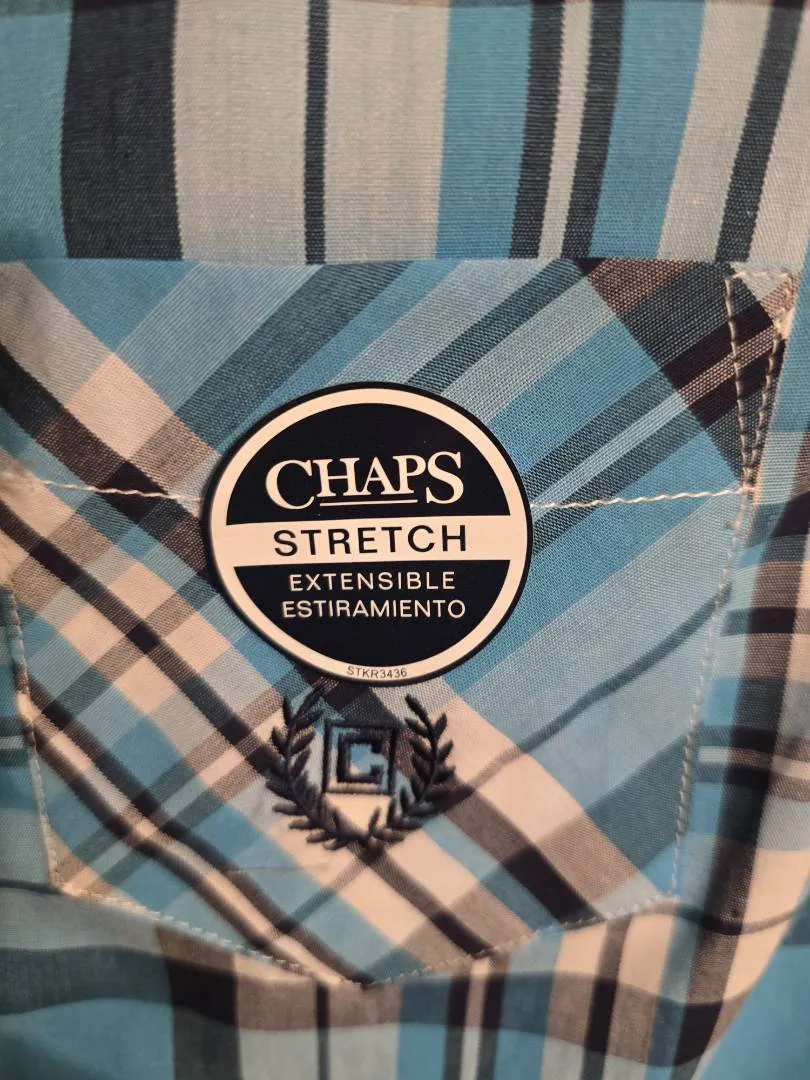 CHAPS
STRETCH
EXTENSIBLE
ESTIRAMIENTO
STKR3436
C